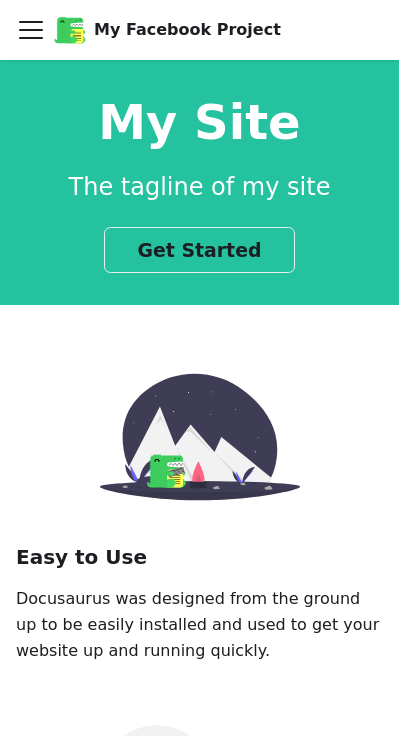 My Facebook Project
My Site
The tagline of my site
Get Started
Easy to Use
Docusaurus was designed from the ground
up to be easily installed and used to get your
website up and running quickly.